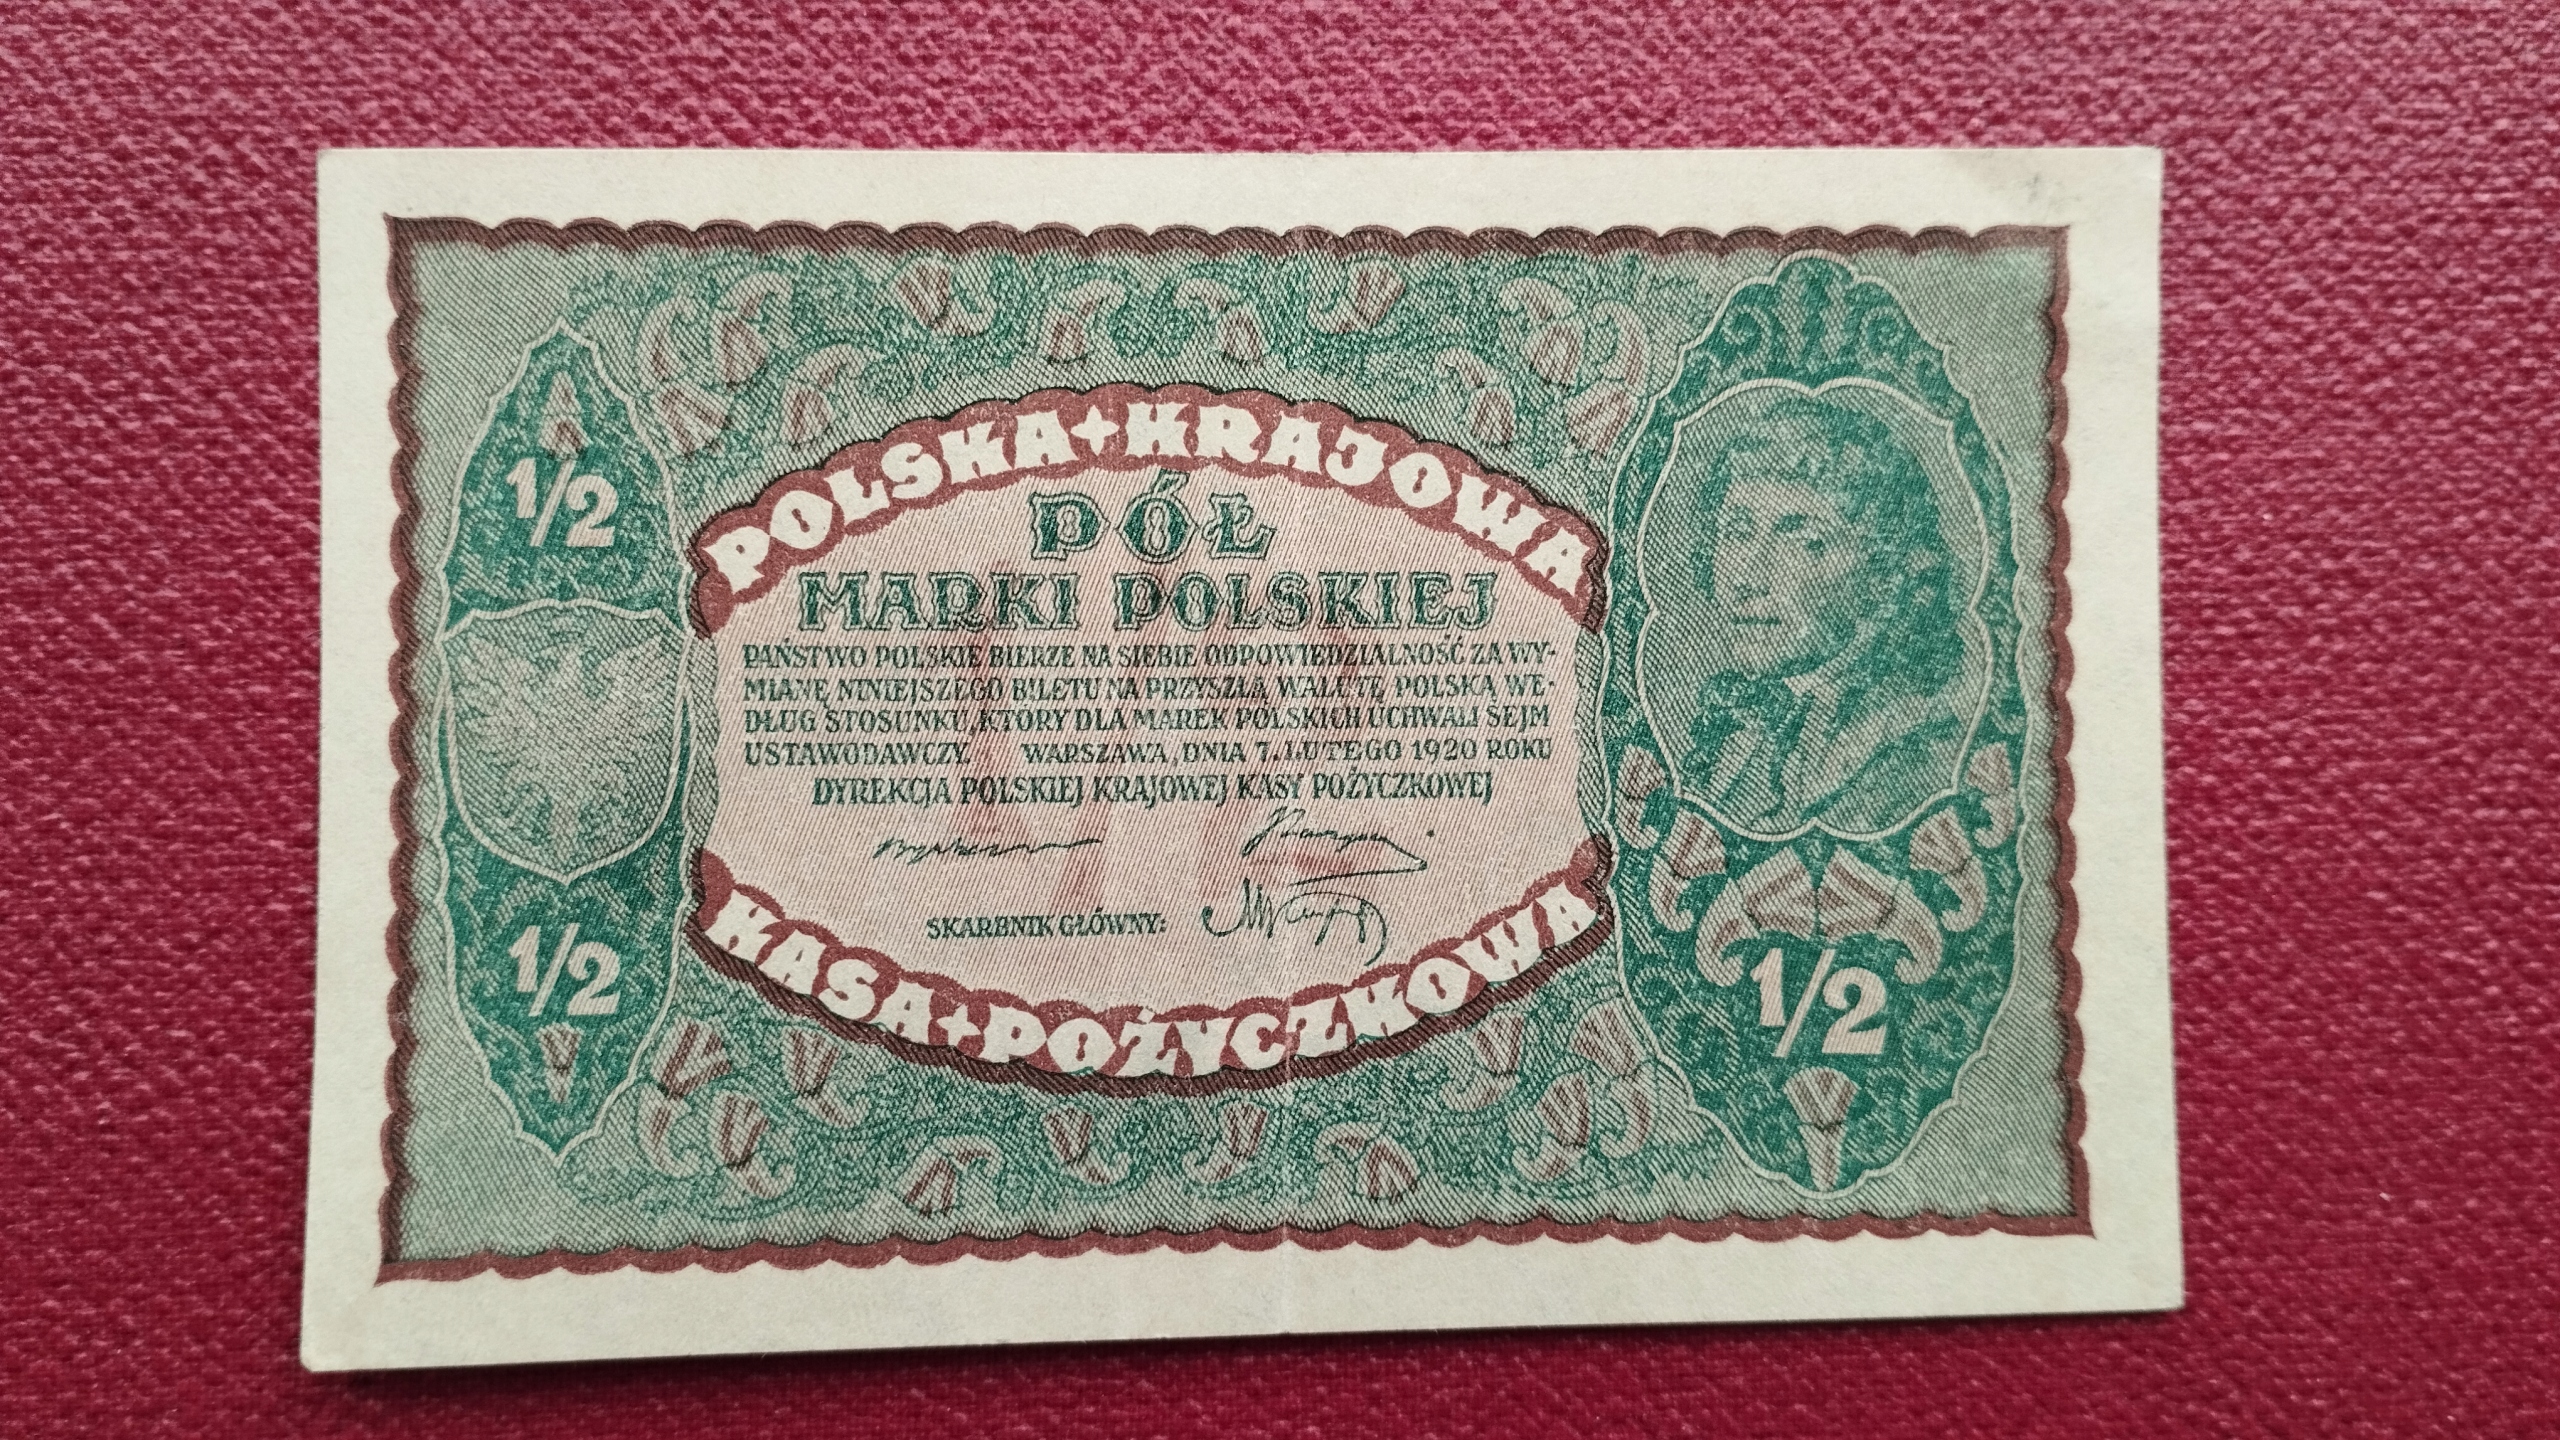 POLSKA + KRAJOWA
PÓŁ
MARKI POLSKIEJ
PAŃSTWO POLSKIE BIERZE NA SIEBIE ODPOWIEDZIALNOŚĆ ZA WY-
MIANĘ NINIEJSZEGO BILETU NA PRZYSZŁĄ WALUTĘ POLSKĄ WE-
DŁUG STOSUNKU, KTÓRY DLA MAREK POLSKICH UCHWALI SEJM
USTAWODAWCZY. WARSZAWA, DNIA 7. LUTEGO 1920 ROKU
DYREKCJA POLSKIEJ KRAJOWEJ KASY POŻYCZKOWEJ
SKARBNIK GŁÓWNY:
KASA + POŻYCZKOWA
1/2
1/2
1/2